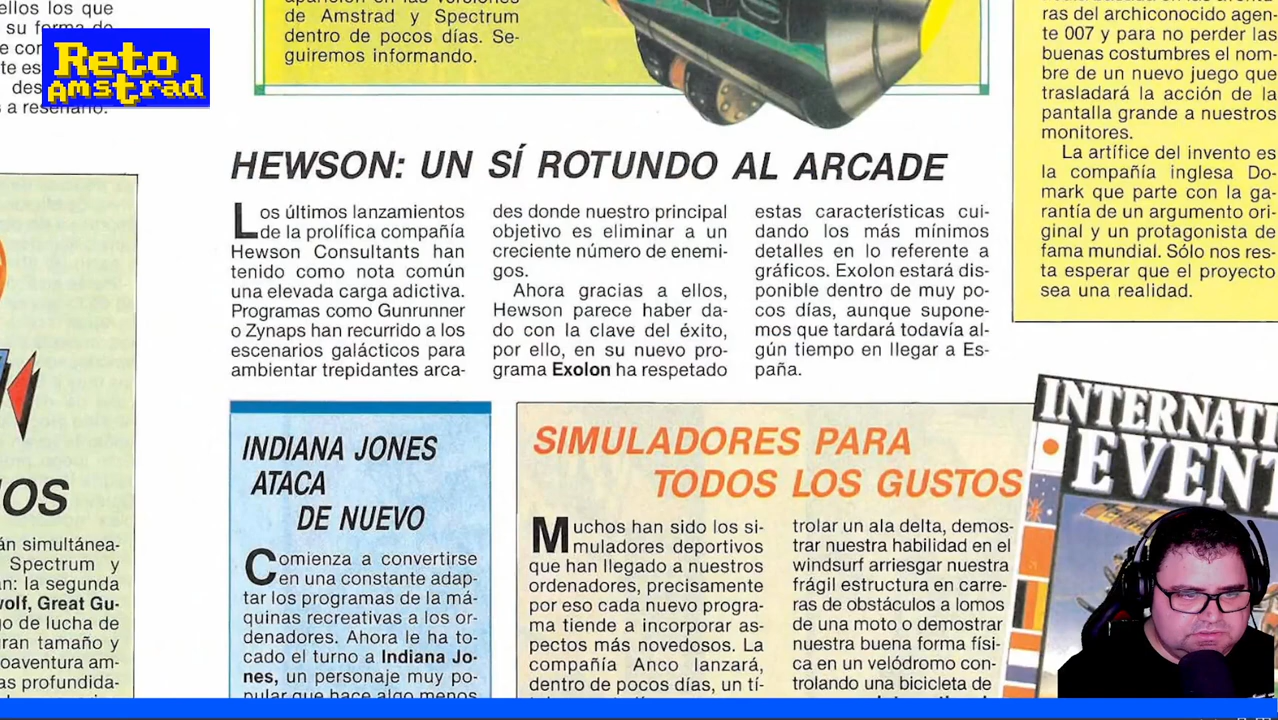 ellos los que
su forma de
te es
des
s a reseñarlo.
Reto
Amstrad
aparición en las versiones
de Amstrad y Spectrum
dentro de pocos días. Se-
guiremos informando.
ras del archiconocido agen-
te 007 y para no perder las
buenas costumbres el nom-
bre de un nuevo juego que
trasladará la acción de la
pantalla grande a nuestros
monitores.
La artífice del invento es
la compañía inglesa Do-
mark que parte con la ga-
rantía de un argumento ori-
ginal y un protagonista de
fama mundial. Sólo nos res-
ta esperar que el proyecto
sea una realidad.
HEWSON: UN SÍ ROTUNDO AL ARCADE
Los últimos lanzamientos
de la prolífica compañía
Hewson Consultants han
tenido como nota común
una elevada carga adictiva.
Programas como Gunrunner
o Zynaps han recurrido a los
escenarios galácticos para
ambientar trepidantes arca-
des donde nuestro principal
objetivo es eliminar a un
creciente número de enemi-
gos.
Ahora gracias a ellos,
Hewson parece haber da-
do con la clave del éxito,
por ello, en su nuevo pro-
grama Exolon ha respetado
estas características cui-
dando los más mínimos
detalles en lo referente a
gráficos. Exolon estará dis-
ponible dentro de muy po-
cos días, aunque supone-
mos que tardará todavía al-
gún tiempo en llegar a Es-
paña.
OS
án simultánea-
Spectrum y
an: la segunda
wolf, Great Gu-
go de lucha de
gran tamaño y
oaventura am-
as profundida-
INDIANA JONES
ATACA
DE NUEVO
Comienza a convertirse
en una constante adap-
tar los programas de la má-
quinas recreativas a los or-
denadores. Ahora le ha to-
cado el turno a Indiana Jo-
nes, un personaje muy po-
pular que hace algo menos
SIMULADORES PARA
TODOS LOS GUSTOS
Muchos han sido los si-
muladores deportivos
que han llegado a nuestros
ordenadores, precisamente
por eso cada nuevo progra-
ma tiende a incorporar as-
pectos más novedosos. La
compañía Anco lanzará,
dentro de pocos días, un tí-
trolar un ala delta, demos-
trar nuestra habilidad en el
windsurf arriesgar nuestra
frágil estructura en carre-
ras de obstáculos a lomos
de una moto o demostrar
nuestra buena forma físi-
ca en un velódromo con-
trolando una bicicleta de
INTERNATI
EVENT